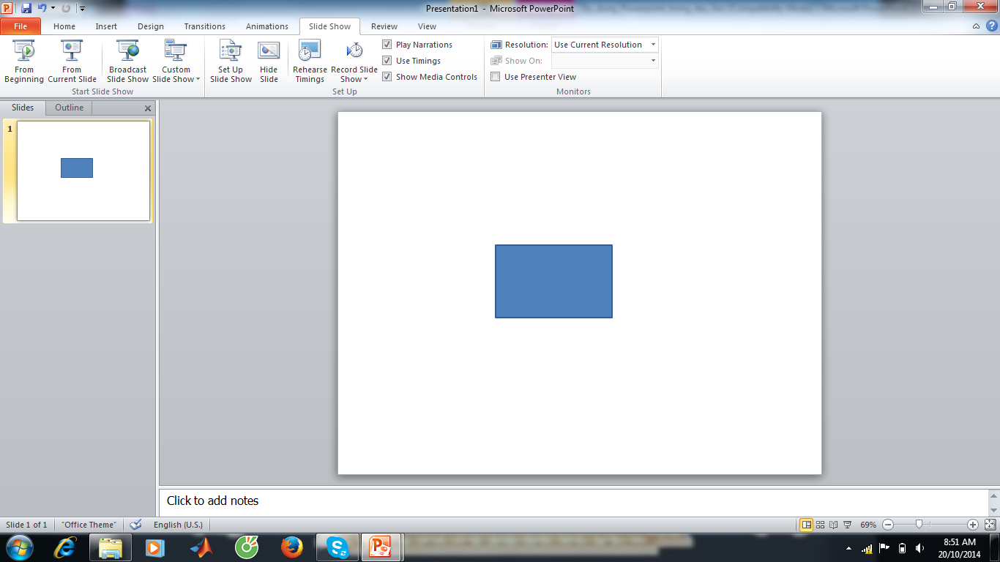 Presentation1 - Microsoft PowerPoint
File Home Insert Design Transitions Animations Slide Show Review View
From Beginning
From Current Slide
Broadcast Slide Show
Custom Slide Show
Start Slide Show
Set Up Slide Show
Hide Slide
Rehearse Timings
Record Slide Show
Play Narrations
Use Timings
Show Media Controls
Set Up
Resolution: Use Current Resolution
Show On:
Use Presenter View
Monitors
Slides Outline
1
Click to add notes
Slide 1 of 1 "Office Theme" English (U.S.) 69%
2
8:51 AM
20/10/2014